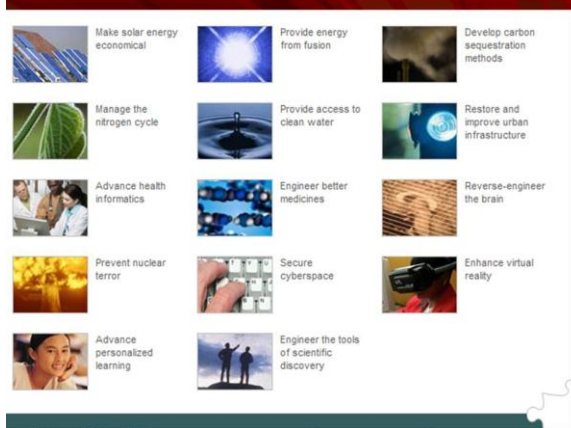 Make solar energy
economical
Provide energy
from fusion
Develop carbon
sequestration
methods
Manage the
nitrogen cycle
Provide access to
clean water
Restore and
improve urban
infrastructure
Advance health
informatics
Engineer better
medicines
Reverse-engineer
the brain
Prevent nuclear
terror
Secure
cyberspace
Enhance virtual
reality
Advance
personalized
learning
Engineer the tools
of scientific
discovery